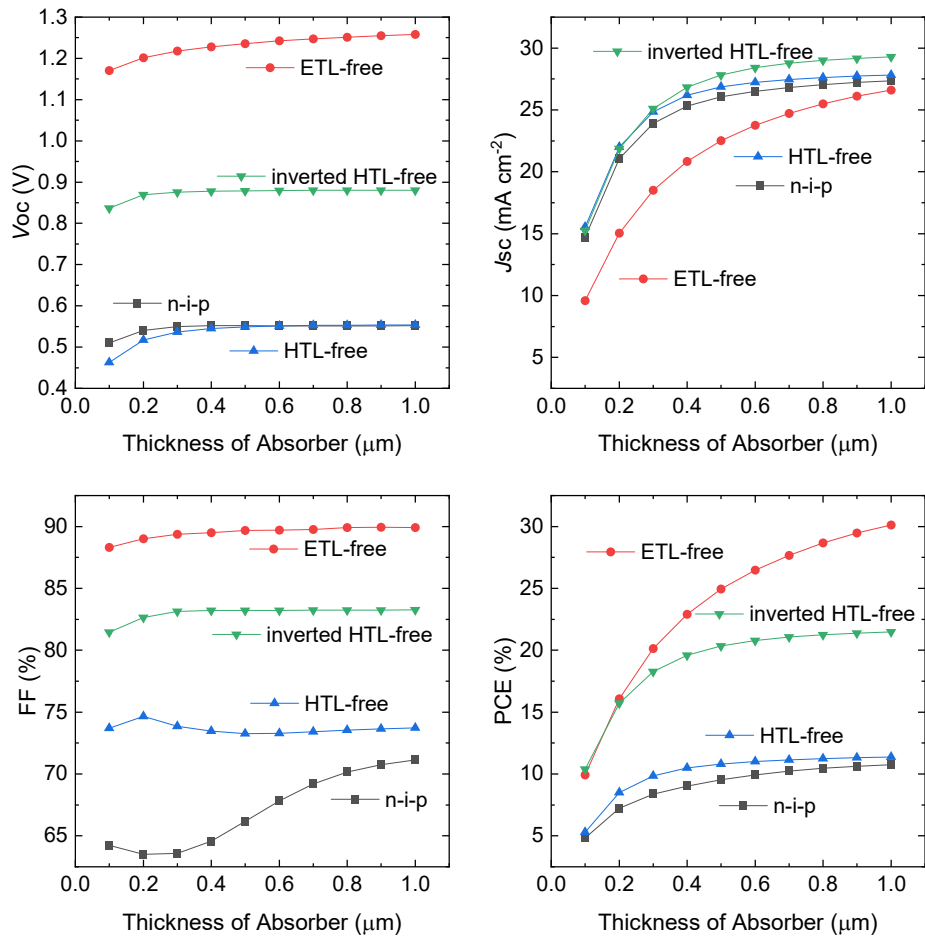 1.3
1.2
1.1
1.0
0.9
0.8
0.7
0.6
0.5
0.4
Voc (V)
ETL-free
inverted HTL-free
n-i-p
HTL-free
0.0 0.2 0.4 0.6 0.8 1.0
Thickness of Absorber (μm)
30
25
20
15
10
5
Jsc (mA cm-2)
inverted HTL-free
HTL-free
n-i-p
ETL-free
0.0 0.2 0.4 0.6 0.8 1.0
Thickness of Absorber (μm)
90
85
80
75
70
65
FF (%)
ETL-free
inverted HTL-free
HTL-free
n-i-p
0.0 0.2 0.4 0.6 0.8 1.0
Thickness of Absorber (μm)
30
25
20
15
10
5
PCE (%)
ETL-free
inverted HTL-free
HTL-free
n-i-p
0.0 0.2 0.4 0.6 0.8 1.0
Thickness of Absorber (μm)